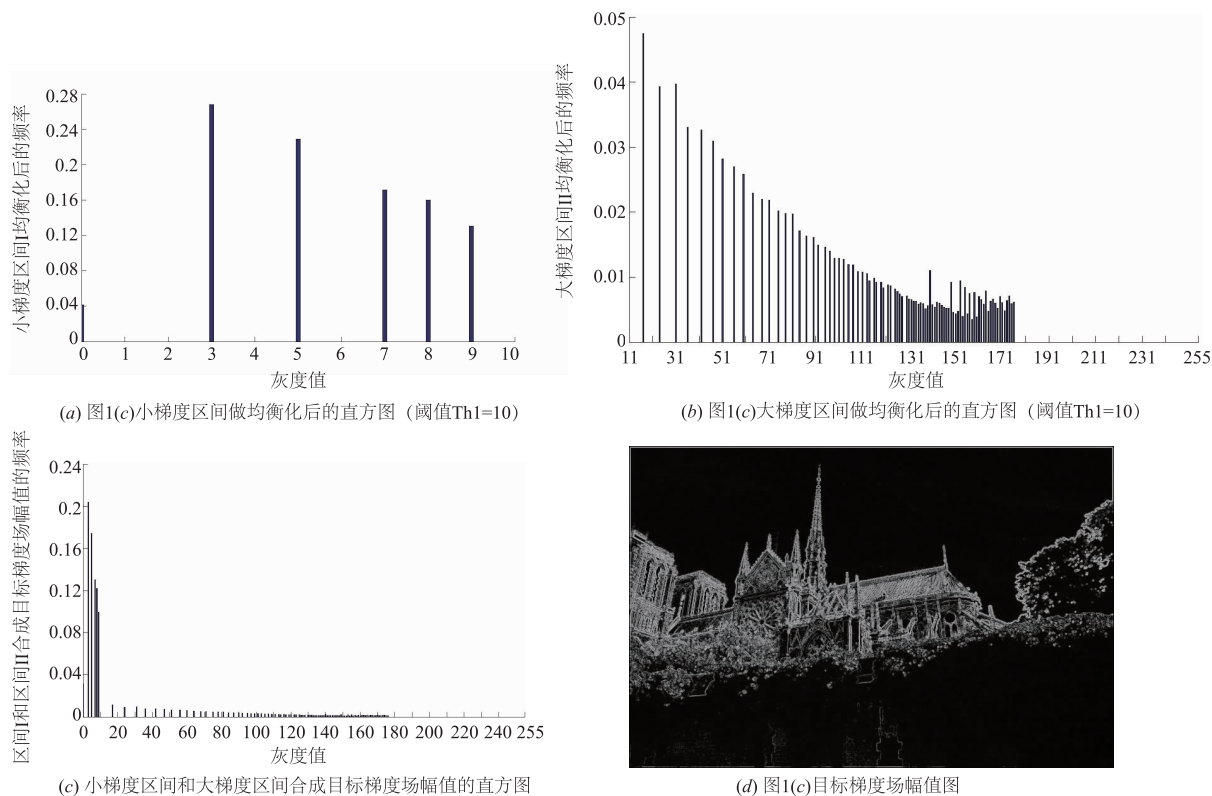 小梯度区间I均衡化后的频率
0.28
0.24
0.2
0.16
0.12
0.08
0.04
0
0 1 2 3 4 5 6 7 8 9 10
灰度值
(a) 图1(c)小梯度区间做均衡化后的直方图（阈值Th1=10）
大梯度区间II均衡化后的频率
0.05
0.04
0.03
0.02
0.01
0
11 31 51 71 91 111 131 151 171 191 211 231 255
灰度值
(b) 图1(c)大梯度区间做均衡化后的直方图（阈值Th1=10）
区间I和区间II合成目标梯度场幅值的频率
0.24
0.2
0.16
0.12
0.08
0.04
0
0 20 40 60 80 100 120 140 160 180 200 220 240 255
灰度值
(c) 小梯度区间和大梯度区间合成目标梯度场幅值的直方图
(d) 图1(c)目标梯度场幅值图